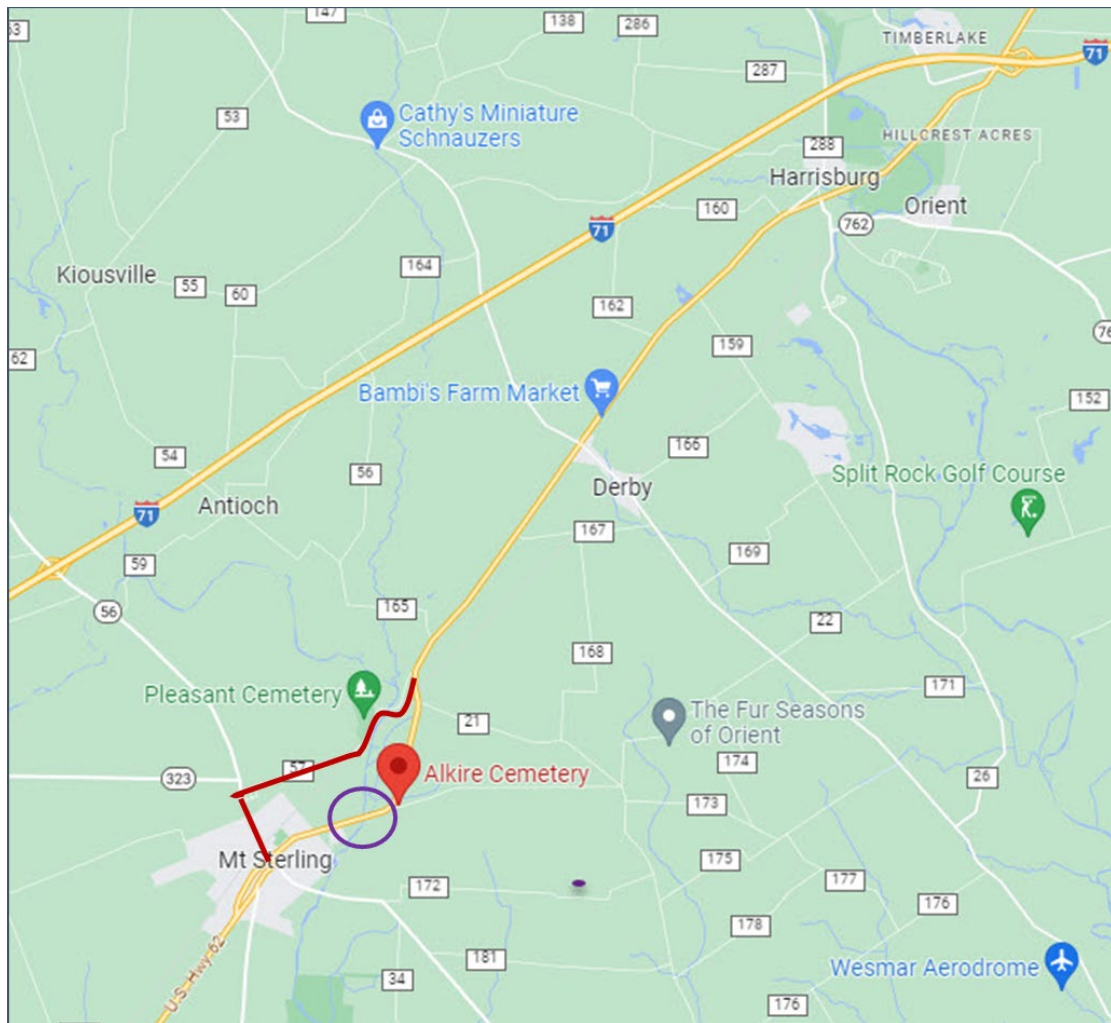 53
147
138
286
TIMBERLAKE
71
287
Cathy's Miniature
Schnauzers
53
HILLCREST ACRES
288
Harrisburg
Orient
160
762
71
164
Kiousville
55
60
162
76
62
159
Bambi's Farm Market
152
54
166
56
Split Rock Golf Course
Derby
Antioch
71
167
169
59
56
165
22
168
171
Pleasant Cemetery
The Fur Seasons
of Orient
21
174
57
323
Alkire Cemetery
26
173
Mt Sterling
175
172
177
176
178
U.S. Hwy 62
181
34
Wesmar Aerodrome
176